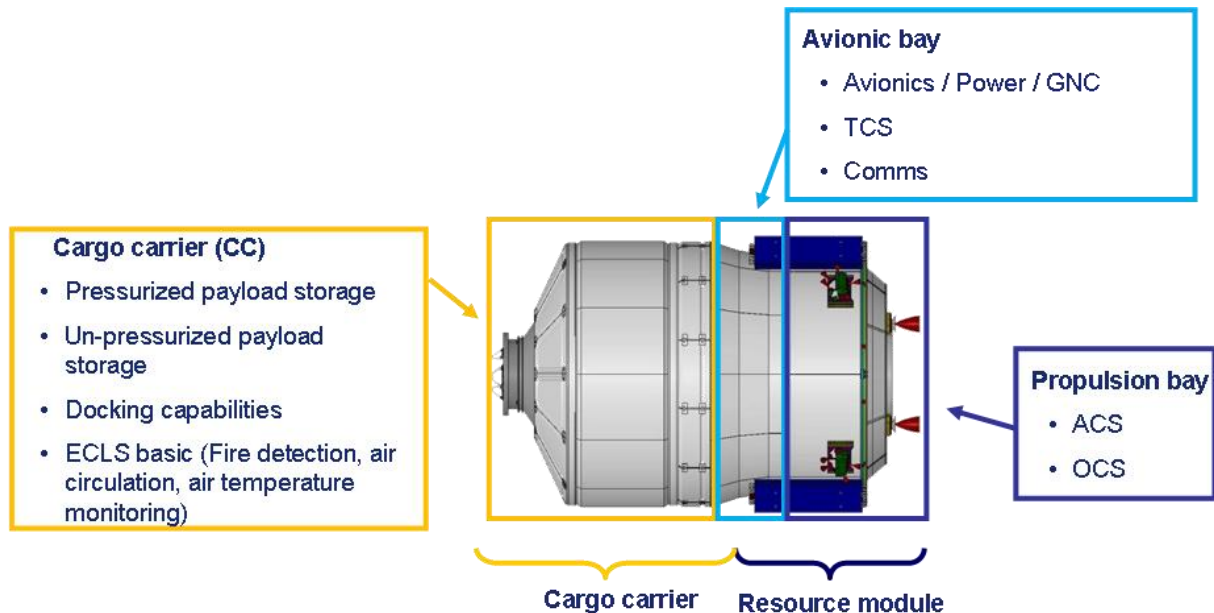 Avionic bay
• Avionics / Power / GNC
• TCS
• Comms
Cargo carrier (CC)
• Pressurized payload storage
• Un-pressurized payload
storage
• Docking capabilities
• ECLS basic (Fire detection, air
circulation, air temperature
monitoring)
Propulsion bay
• ACS
• OCS
Cargo carrier
Resource module